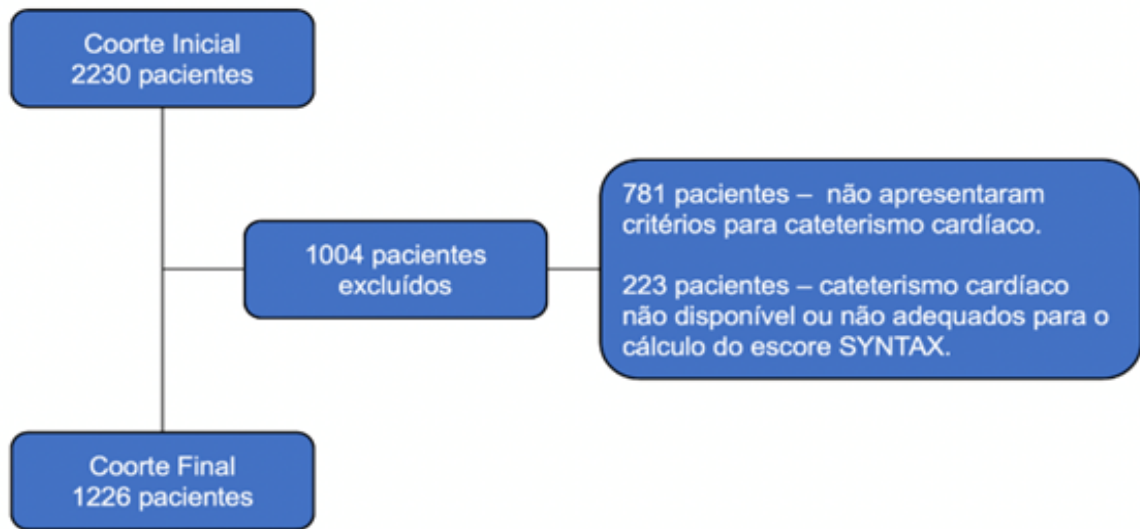 Coorte Inicial
2230 pacientes
1004 pacientes
excluídos
781 pacientes – não apresentaram
critérios para cateterismo cardíaco.
223 pacientes – cateterismo cardíaco
não disponível ou não adequados para o
cálculo do escore SYNTAX.
Coorte Final
1226 pacientes